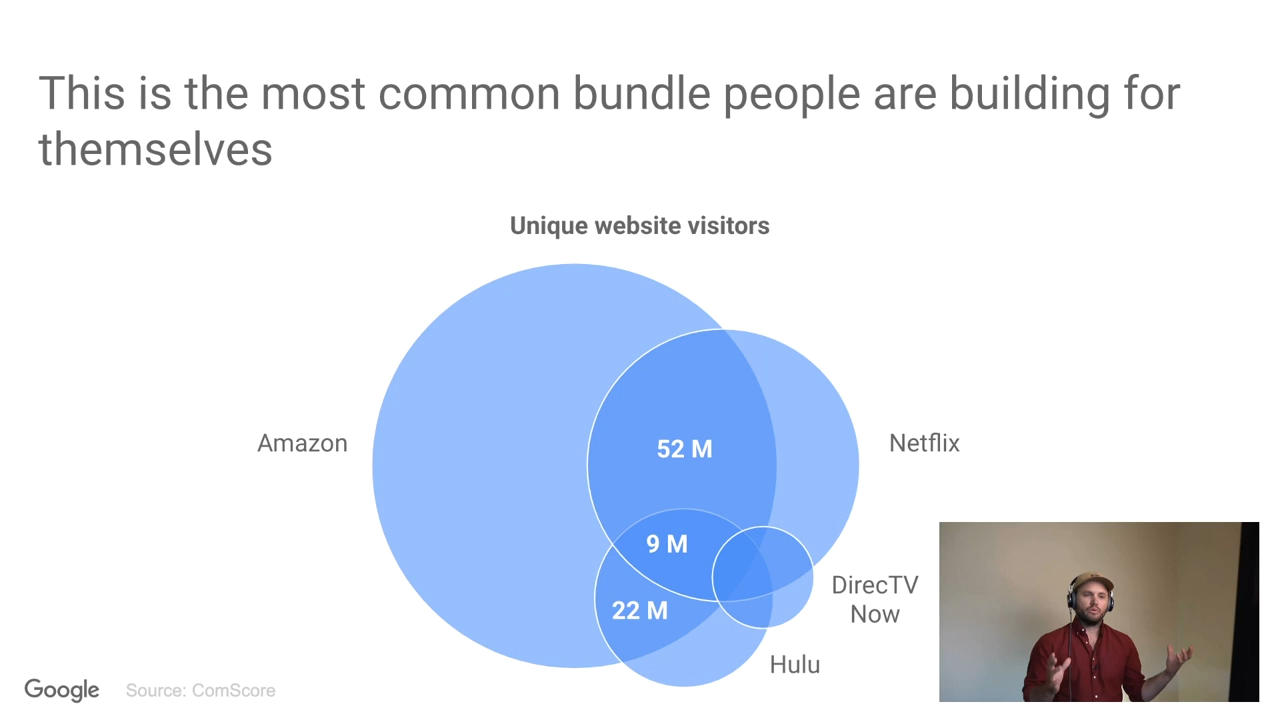 This is the most common bundle people are building for
themselves
Unique website visitors
Amazon
52 M
Netflix
9 M
DirecTV
Now
22 M
Hulu
Google
Source: ComScore